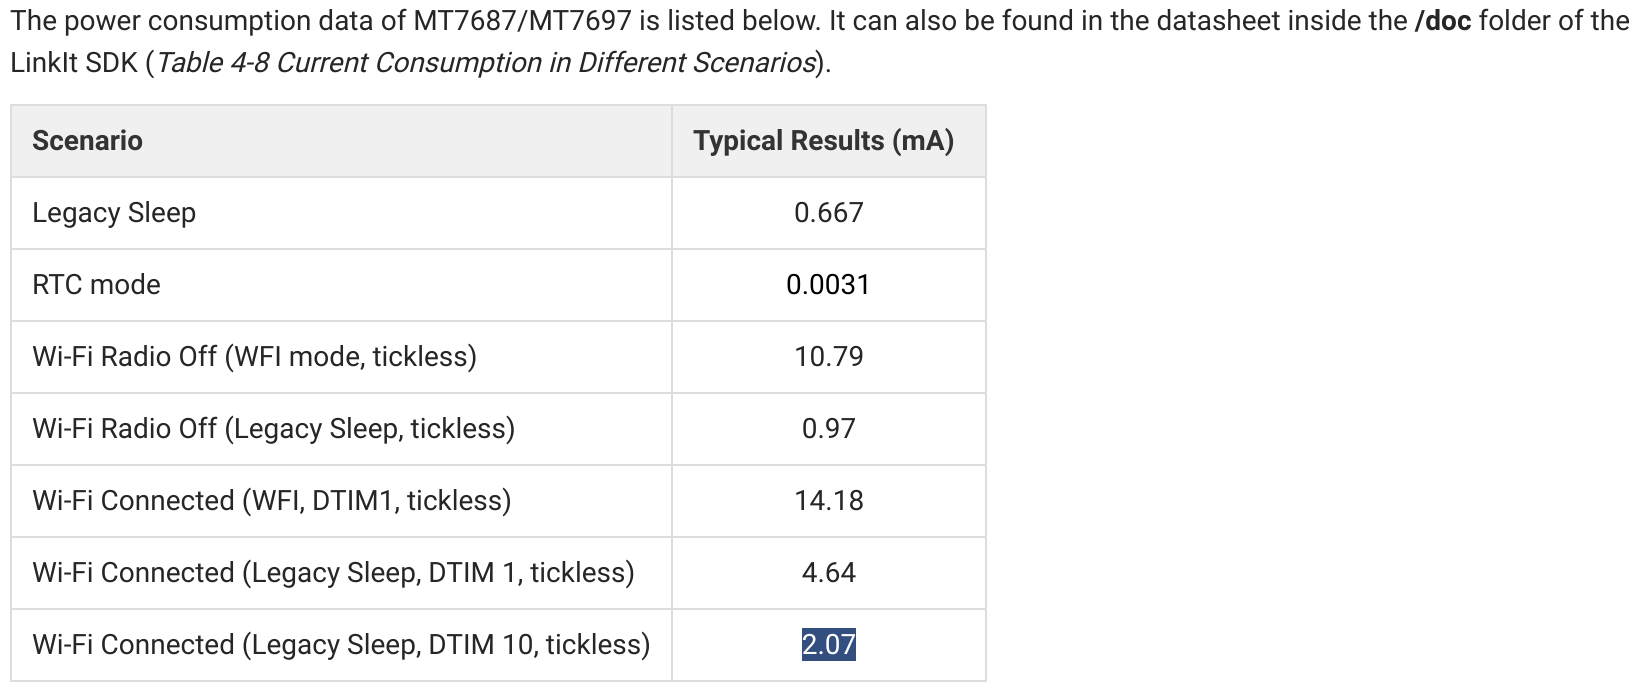 The power consumption data of MT7687/MT7697 is listed below. It can also be found in the datasheet inside the /doc folder of the
LinkIt SDK (Table 4-8 Current Consumption in Different Scenarios).
Scenario Typical Results (mA)
Legacy Sleep 0.667
RTC mode 0.0031
Wi-Fi Radio Off (WFI mode, tickless) 10.79
Wi-Fi Radio Off (Legacy Sleep, tickless) 0.97
Wi-Fi Connected (WFI, DTIM1, tickless) 14.18
Wi-Fi Connected (Legacy Sleep, DTIM 1, tickless) 4.64
Wi-Fi Connected (Legacy Sleep, DTIM 10, tickless) 2.07